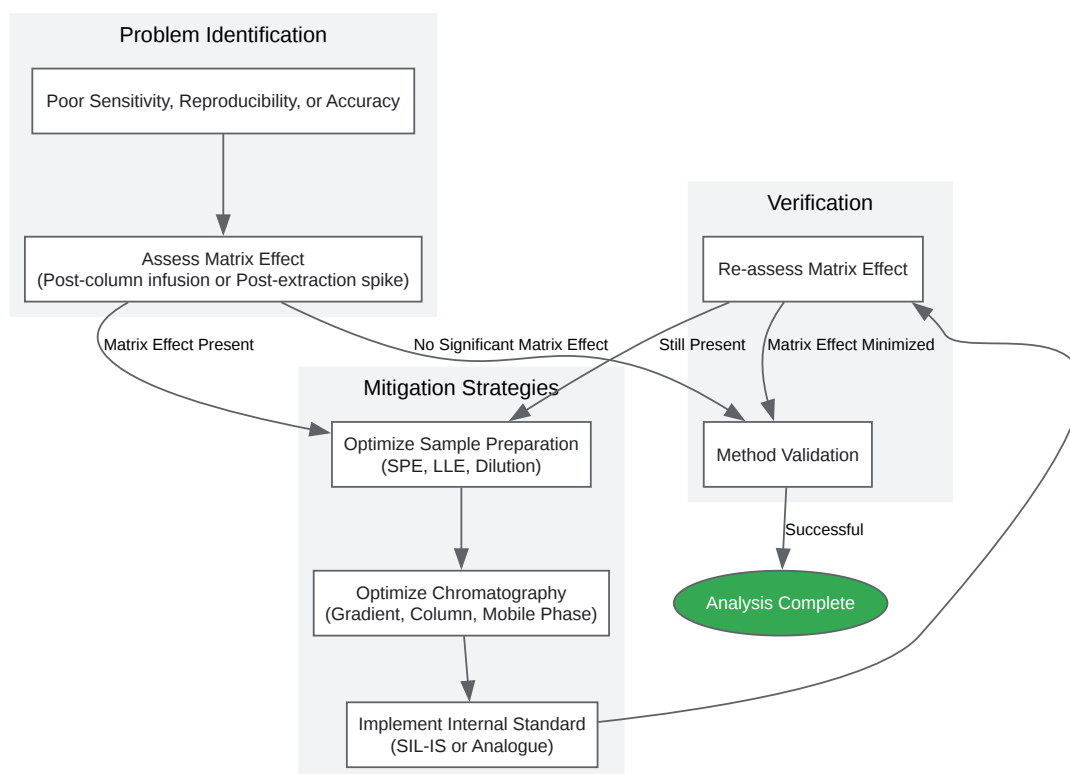 Problem Identification
Poor Sensitivity, Reproducibility, or Accuracy
Assess Matrix Effect
(Post-column infusion or Post-extraction spike)
Verification
Re-assess Matrix Effect
Matrix Effect Present
No Significant Matrix Effect
Still Present
Matrix Effect Minimized
Mitigation Strategies
Optimize Sample Preparation
(SPE, LLE, Dilution)
Method Validation
Successful
Optimize Chromatography
(Gradient, Column, Mobile Phase)
Analysis Complete
Implement Internal Standard
(SIL-IS or Analogue)